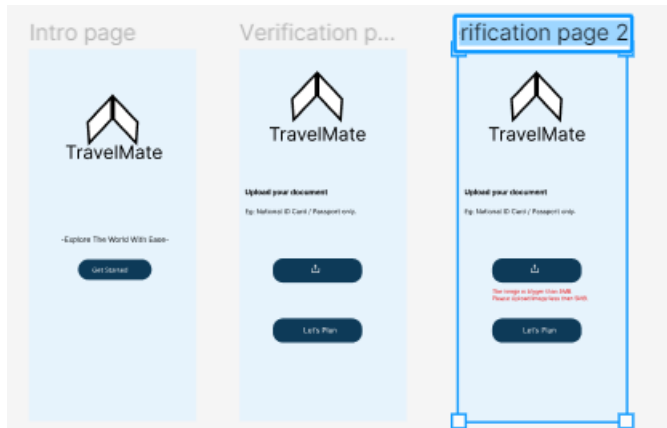 Intro page
TravelMate
-Explore The World With Ease-
Get Started
Verification p...
TravelMate
Upload your document
Eg: National ID Card / Passport only.
Let's Plan
erification page 2
TravelMate
Upload your document
Eg: National ID Card / Passport only.
The image is bigger than 5MB.
Please upload image less than 5MB.
Let's Plan